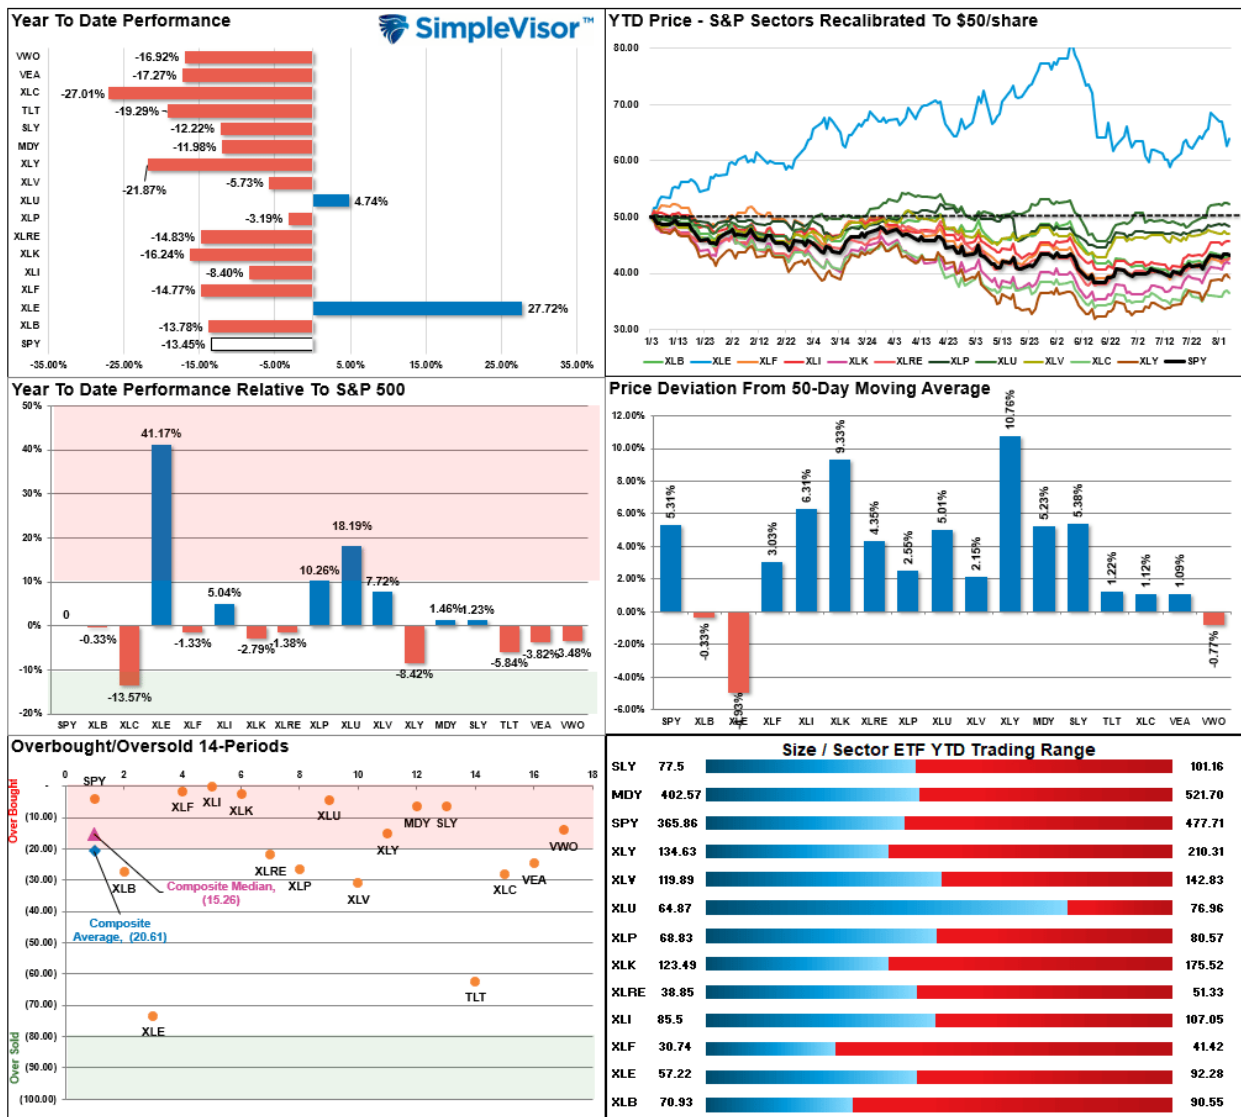 Year To Date Performance
SimpleVisor™
VWO -16.92%
VEA -17.27%
XLC -27.01%
TLT -19.29%
SLY -12.22%
MDY -11.98%
XLY -21.87%
XLV -5.73%
XLU 4.74%
XLP -3.19%
XLRE -14.83%
XLK -16.24%
XLI -8.40%
XLF -14.77%
XLE 27.72%
XLB -13.78%
SPY -13.45%
-35.00% -25.00% -15.00% -5.00% 5.00% 15.00% 25.00% 35.00%
YTD Price - S&P Sectors Recalibrated To $50/share
80.00
70.00
60.00
50.00
40.00
30.00
1/3 1/13 1/23 2/2 2/12 2/22 3/4 3/14 3/24 4/3 4/13 4/23 5/3 5/13 5/23 6/2 6/12 6/22 7/2 7/12 7/22 8/1
XLB XLE XLF XLI XLK XLRE XLP XLU XLV XLC XLY SPY
Year To Date Performance Relative To S&P 500
50%
40%
30%
20%
10%
0%
-10%
-20%
0 -0.33% -13.57% 41.17% -1.33% 5.04% -2.79% -1.38% 10.26% 18.19% 7.72% -8.42% 1.46% 1.23% -5.84% -3.82% -3.48%
SPY XLB XLC XLE XLF XLI XLK XLRE XLP XLU XLV XLY MDY SLY TLT VEA VWO
Price Deviation From 50-Day Moving Average
12.00%
10.00%
8.00%
6.00%
4.00%
2.00%
0.00%
-2.00%
-4.00%
-6.00%
5.31% -0.33% -4.93% 3.03% 6.31% 9.33% 4.35% 2.55% 5.01% 2.15% 10.76% 5.23% 5.38% 1.22% 1.12% 1.09% -0.77%
SPY XLB XLE XLF XLI XLK XLRE XLP XLU XLV XLY MDY SLY TLT XLC VEA VWO
Overbought/Oversold 14-Periods
0 2 4 6 8 10 12 14 16 18
Over Bought
Over Sold
-
(10.00)
(20.00)
(30.00)
(40.00)
(50.00)
(60.00)
(70.00)
(80.00)
(90.00)
(100.00)
SPY
XLF
XLI
XLK
XLU
MDY
SLY
XLY
VWO
XLRE
XLP
VEA
XLB
XLV
XLC
Composite Median,
(15.26)
Composite
Average, (20.61)
TLT
XLE
Size / Sector ETF YTD Trading Range
SLY 77.5 101.16
MDY 402.57 521.70
SPY 365.86 477.71
XLY 134.63 210.31
XLV 119.89 142.83
XLU 64.87 76.96
XLP 68.83 80.57
XLK 123.49 175.52
XLRE 38.85 51.33
XLI 85.5 107.05
XLF 30.74 41.42
XLE 57.22 92.28
XLB 70.93 90.55